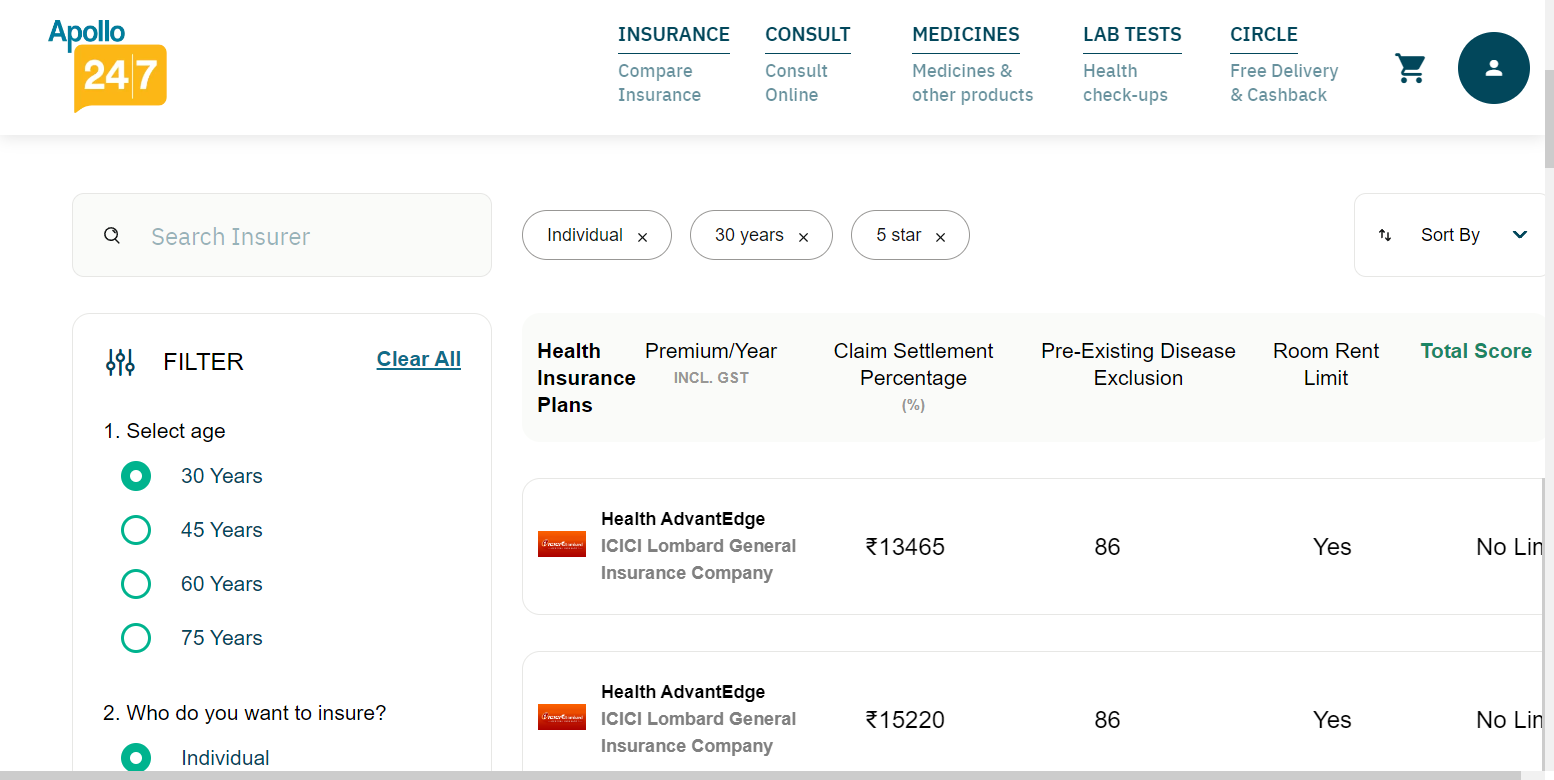 Apollo
24|7
INSURANCE
Compare
Insurance
CONSULT
Consult
Online
MEDICINES
Medicines &
other products
LAB TESTS
Health
check-ups
CIRCLE
Free Delivery
& Cashback
Search Insurer
Individual ×
30 years ×
5 star ×
Sort By
FILTER
Clear All
1. Select age
30 Years
45 Years
60 Years
75 Years
2. Who do you want to insure?
Individual
Health
Insurance
Plans
Premium/Year
INCL. GST
Claim Settlement
Percentage
(%)
Pre-Existing Disease
Exclusion
Room Rent
Limit
Total Score
Health AdvantEdge
ICICI Lombard General
Insurance Company
₹13465
86
Yes
No Lin
Health AdvantEdge
ICICI Lombard General
Insurance Company
₹15220
86
Yes
No Lin